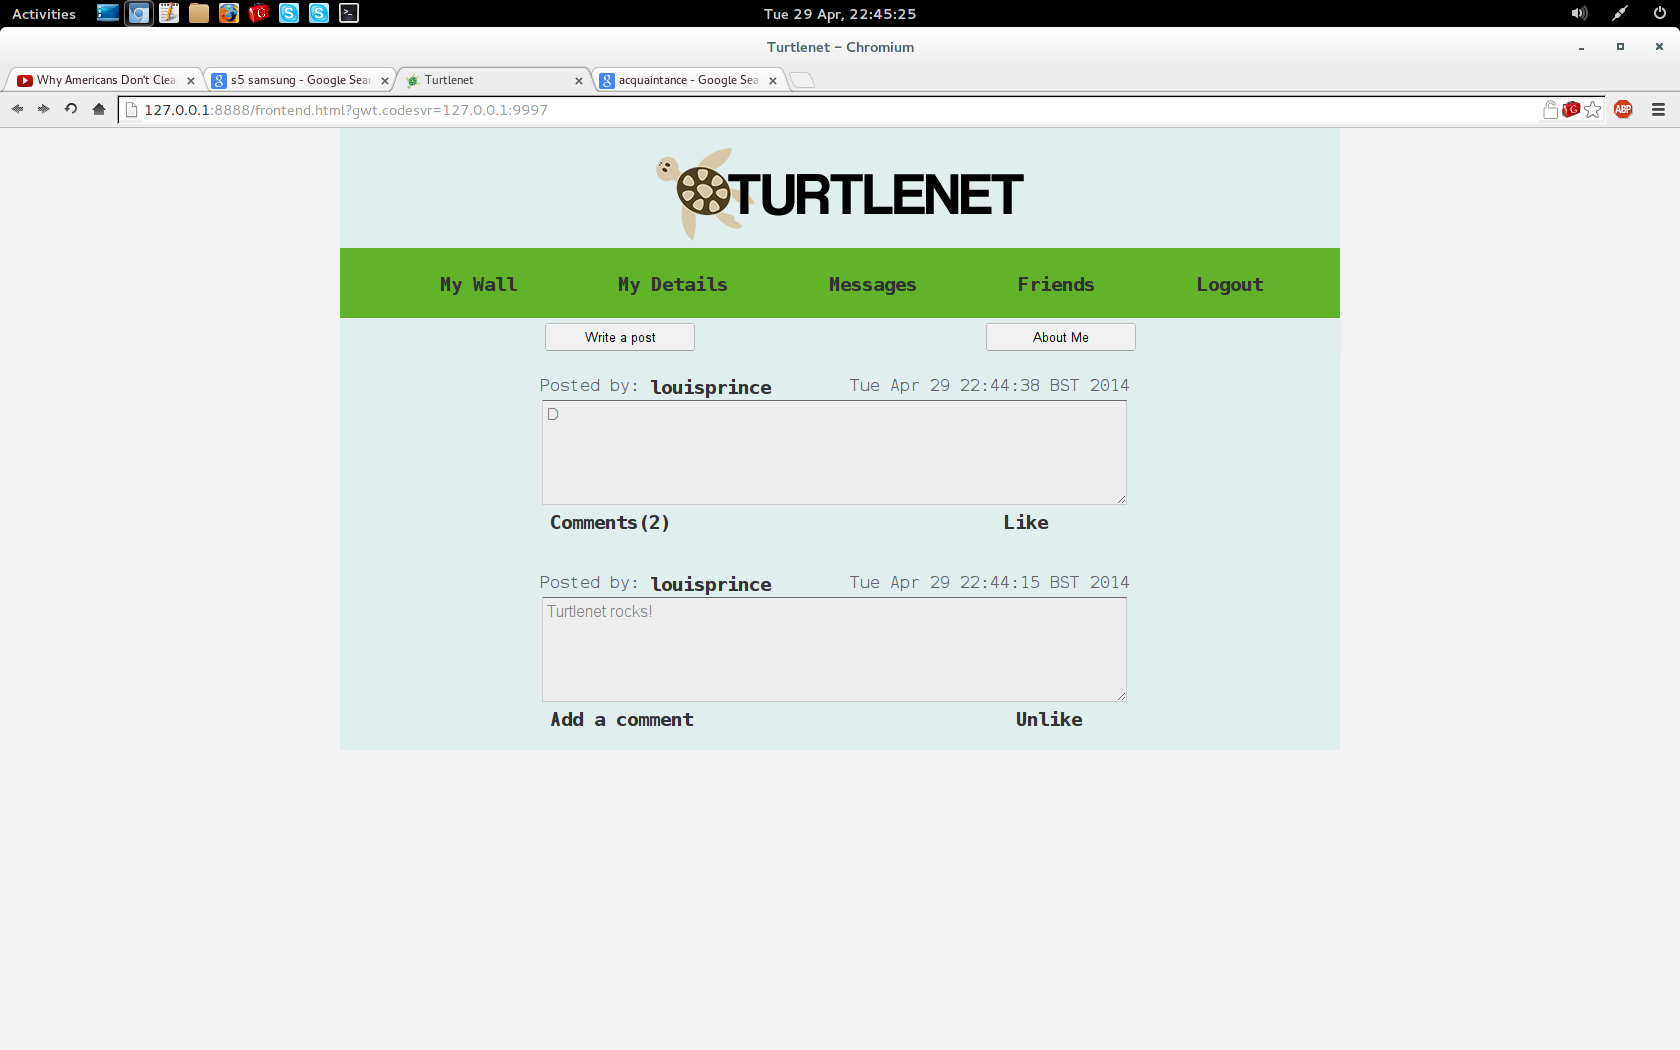 Activities
Tue 29 Apr, 22:45:25
Turtlenet - Chromium
Why Americans Don't Clea
s5 samsung - Google Sear
Turtlenet
acquaintance - Google Sea
127.0.0.1:8888/frontend.html?gwt.codesvr=127.0.0.1:9997
ABP
TURTLENET
My Wall My Details Messages Friends Logout
Write a post About Me
Posted by: louisprince Tue Apr 29 22:44:38 BST 2014
D
Comments(2) Like
Posted by: louisprince Tue Apr 29 22:44:15 BST 2014
Turtlenet rocks!
Add a comment Unlike